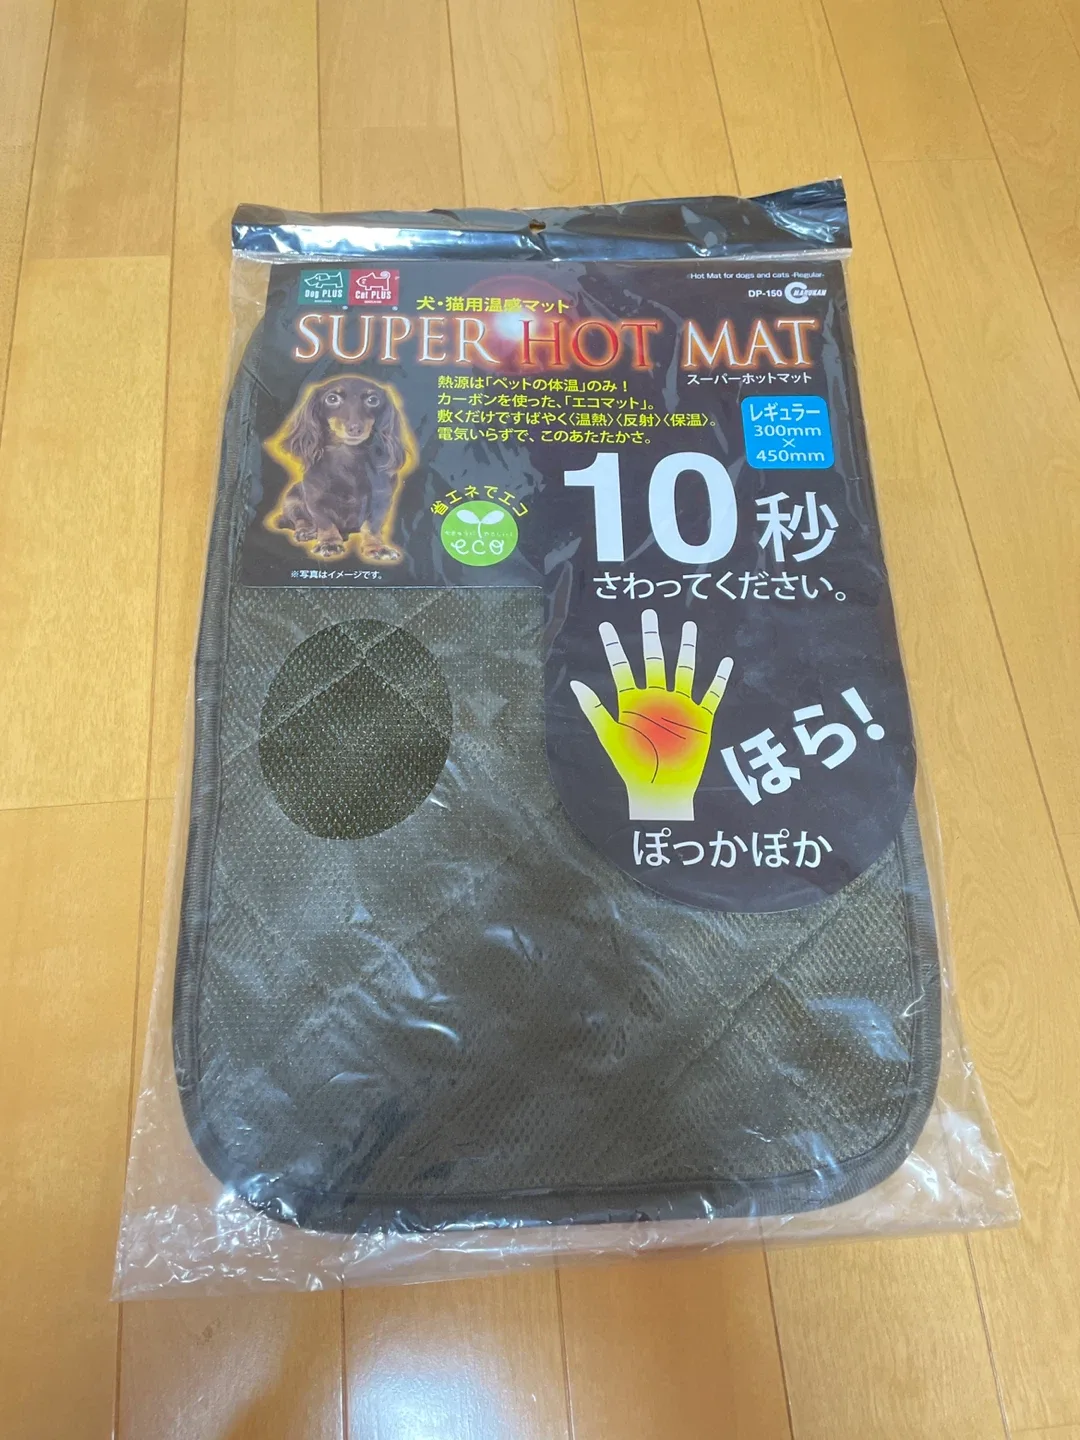 Hot Mat for dogs and cats -Regular-
Dog PLUS
Cat PLUS
DP-150 MARUKAN
犬・猫用温感マット
SUPER HOT MAT
スーパーホットマット
熱源は「ペットの体温」のみ！
カーボンを使った、「エコマット」。
敷くだけですばやく〈温熱〉〈反射〉〈保温〉。
電気いらずで、このあたたかさ。
レギュラー
300mm
×
450mm
省エネでエコ
eco
※写真はイメージです。
10秒
さわってください。
ほら！
ぽっかぽか